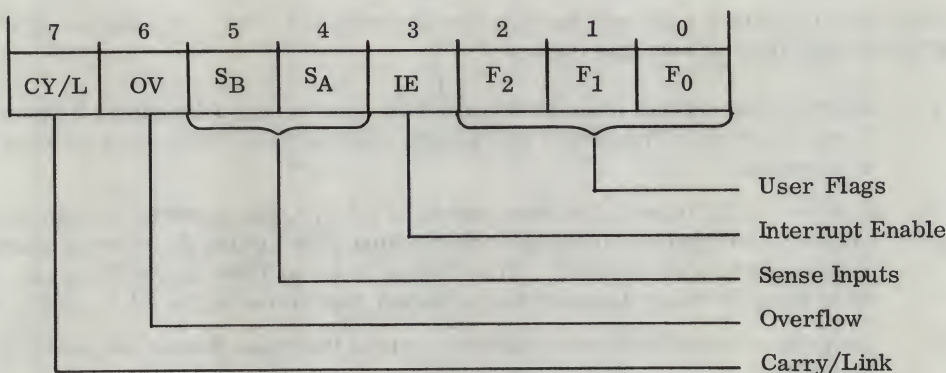 7 6 5 4 3 2 1 0
CY/L OV SB SA IE F2 F1 F0
User Flags
Interrupt Enable
Sense Inputs
Overflow
Carry/Link